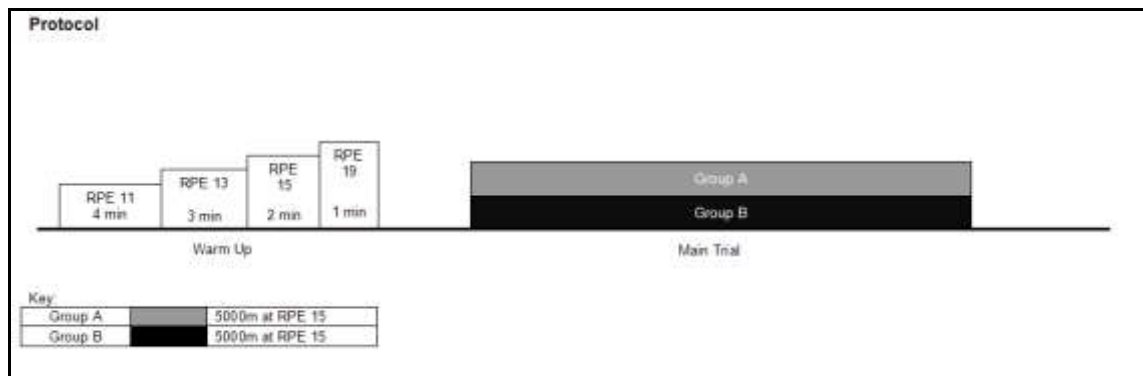 Protocol
RPE 11
4 min
RPE 13
3 min
RPE
15
2 min
RPE
19
1 min
Group A
Group B
Warm Up
Main Trial
Key:
Group A 5000m at RPE 15
Group B 5000m at RPE 15